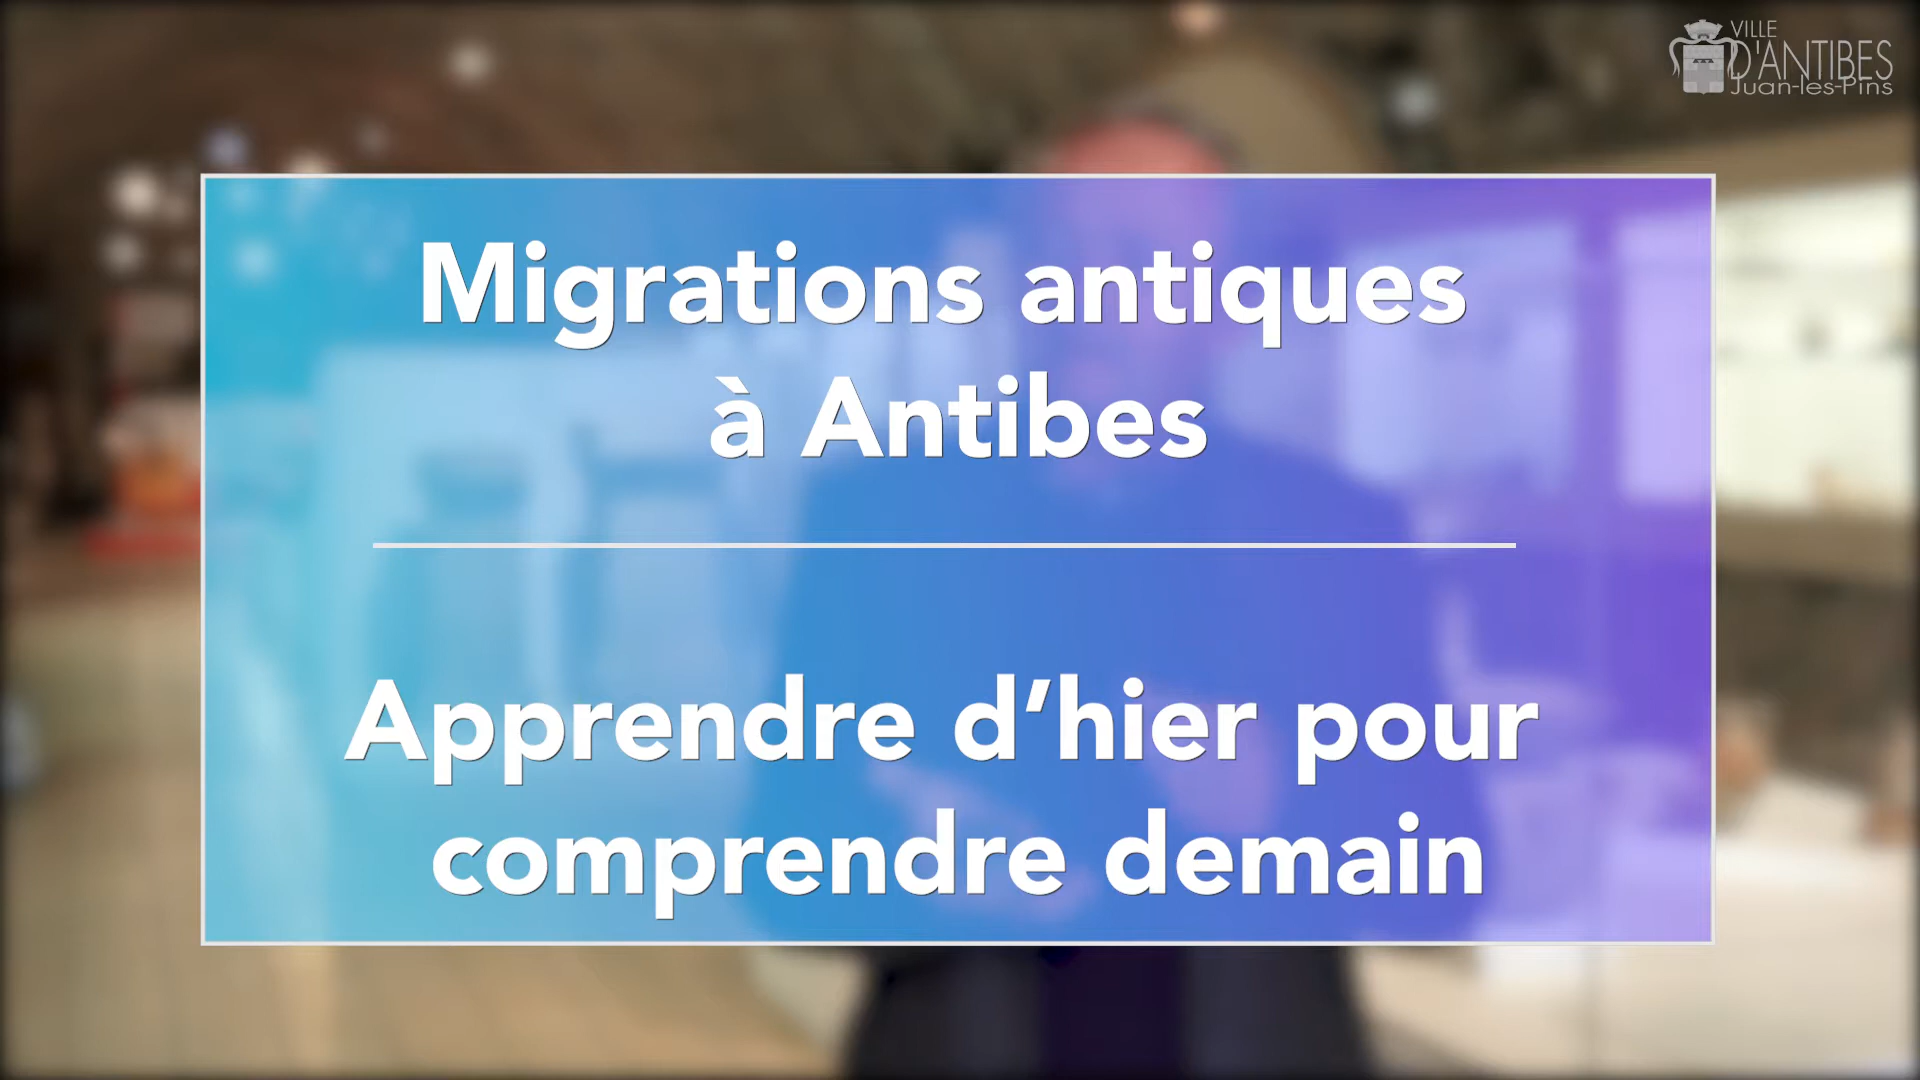 VILLE
D'ANTIBES
Juan-les-Pins
Migrations antiques
à Antibes
Apprendre d’hier pour
comprendre demain